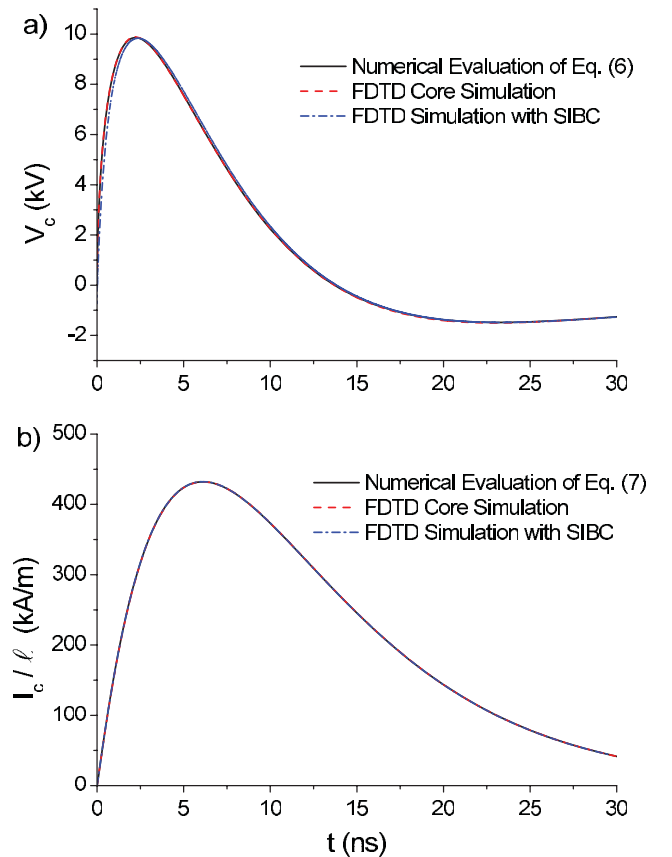 a)
Numerical Evaluation of Eq. (6)
FDTD Core Simulation
FDTD Simulation with SIBC
V_c (kV)
10
8
6
4
2
0
-2
0 5 10 15 20 25 30
b)
Numerical Evaluation of Eq. (7)
FDTD Core Simulation
FDTD Simulation with SIBC
I_c / ℓ (kA/m)
500
400
300
200
100
0
0 5 10 15 20 25 30
t (ns)